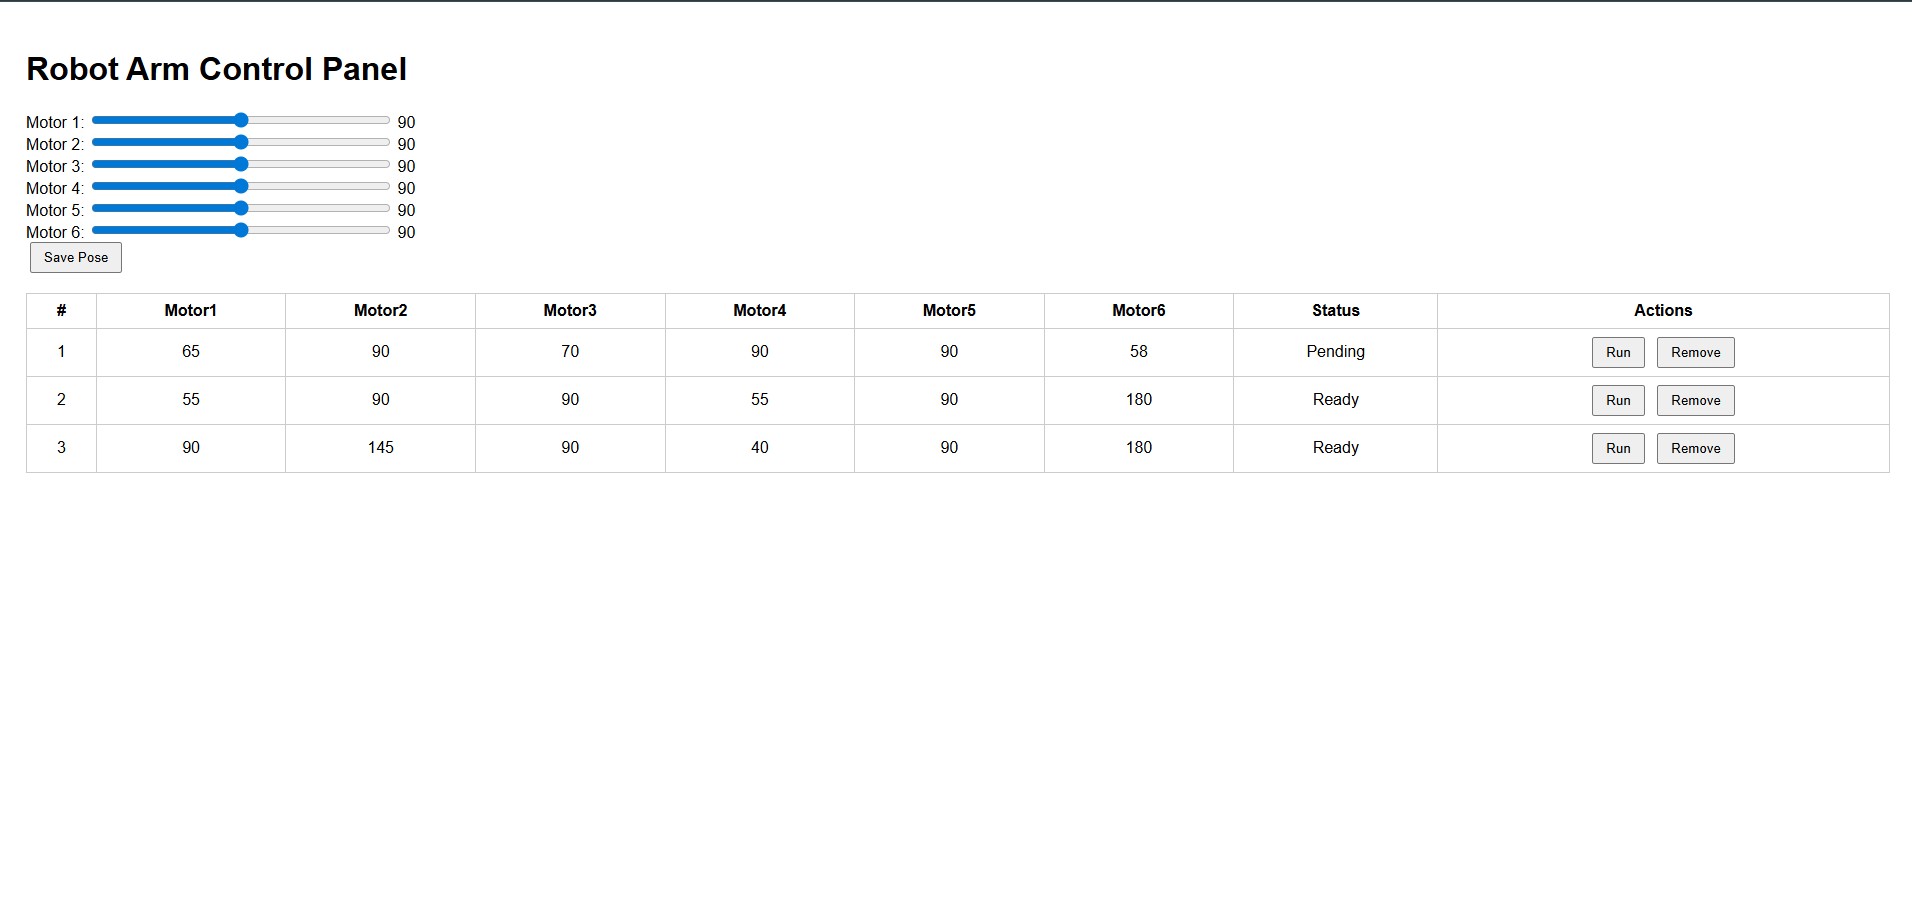 Robot Arm Control Panel
Motor 1: 90
Motor 2: 90
Motor 3: 90
Motor 4: 90
Motor 5: 90
Motor 6: 90
Save Pose
# Motor1 Motor2 Motor3 Motor4 Motor5 Motor6 Status Actions
1 65 90 70 90 90 58 Pending Run Remove
2 55 90 90 55 90 180 Ready Run Remove
3 90 145 90 40 90 180 Ready Run Remove